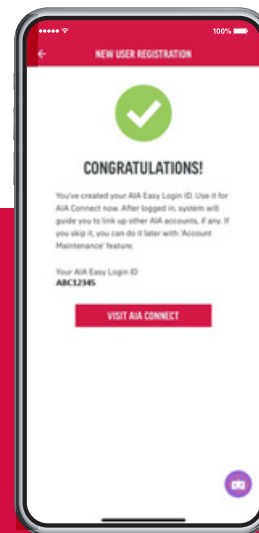 100%
NEW USER REGISTRATION
CONGRATULATIONS!
You've created your AIA Easy Login ID. Use it for
AIA Connect now. After logged in, system will
guide you to link up other AIA accounts, if any. If
you skip it, you can do it later with 'Account
Maintenance' feature.
Your AIA Easy Login ID
ABC12345
VISIT AIA CONNECT